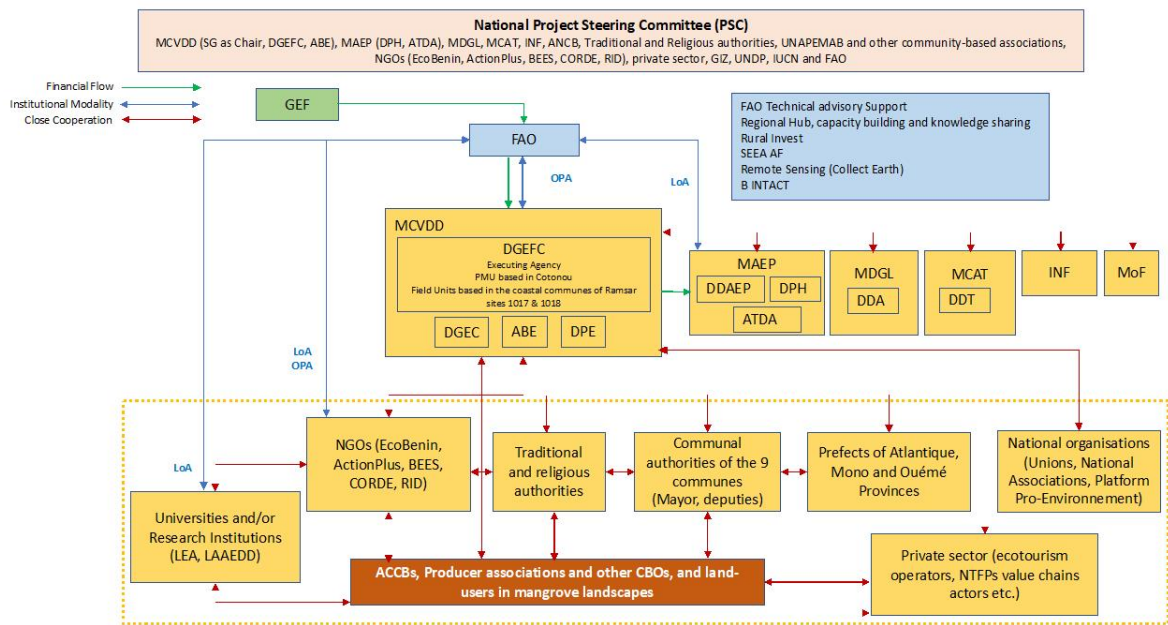 National Project Steering Committee (PSC)
MCVDD (SG as Chair, DGEFC, ABE), MAEP (DPH, ATDA), MDGL, MCAT, INF, ANCB, Traditional and Religious authorities, UNAPEMAB and other community-based associations,
NGOs (EcoBenin, ActionPlus, BEES, CORDE, RID), private sector, GIZ, UNDP, IUCN and FAO
Financial Flow
Institutional Modality
Close Cooperation
GEF
FAO
FAO Technical advisory Support
Regional Hub, capacity building and knowledge sharing
Rural Invest
SEEA AF
Remote Sensing (Collect Earth)
B INTACT
OPA
LoA
MCVDD
DGEFC
Executing Agency
PMU based in Cotonou
Field Units based in the coastal communes of Ramsar
sites 1017 & 1018
DGEC
ABE
DPE
MAEP
DDAEP
DPH
ATDA
MDGL
DDA
MCAT
DDT
INF
MoF
LoA
OPA
LoA
NGOs (EcoBenin,
ActionPlus, BEES,
CORDE, RID)
Traditional
and religious
authorities
Communal
authorities of the 9
communes
(Mayor, deputies)
Prefects of Atlantique,
Mono and Ouémé
Provinces
National organisations
(Unions, National
Associations, Platform
Pro-Environnement)
Universities and/or
Research Institutions
(LEA, LAAEDD)
ACCBs, Producer associations and other CBOs, and land-
users in mangrove landscapes
Private sector (ecotourism
operators, NTFPs value chains
actors etc.)